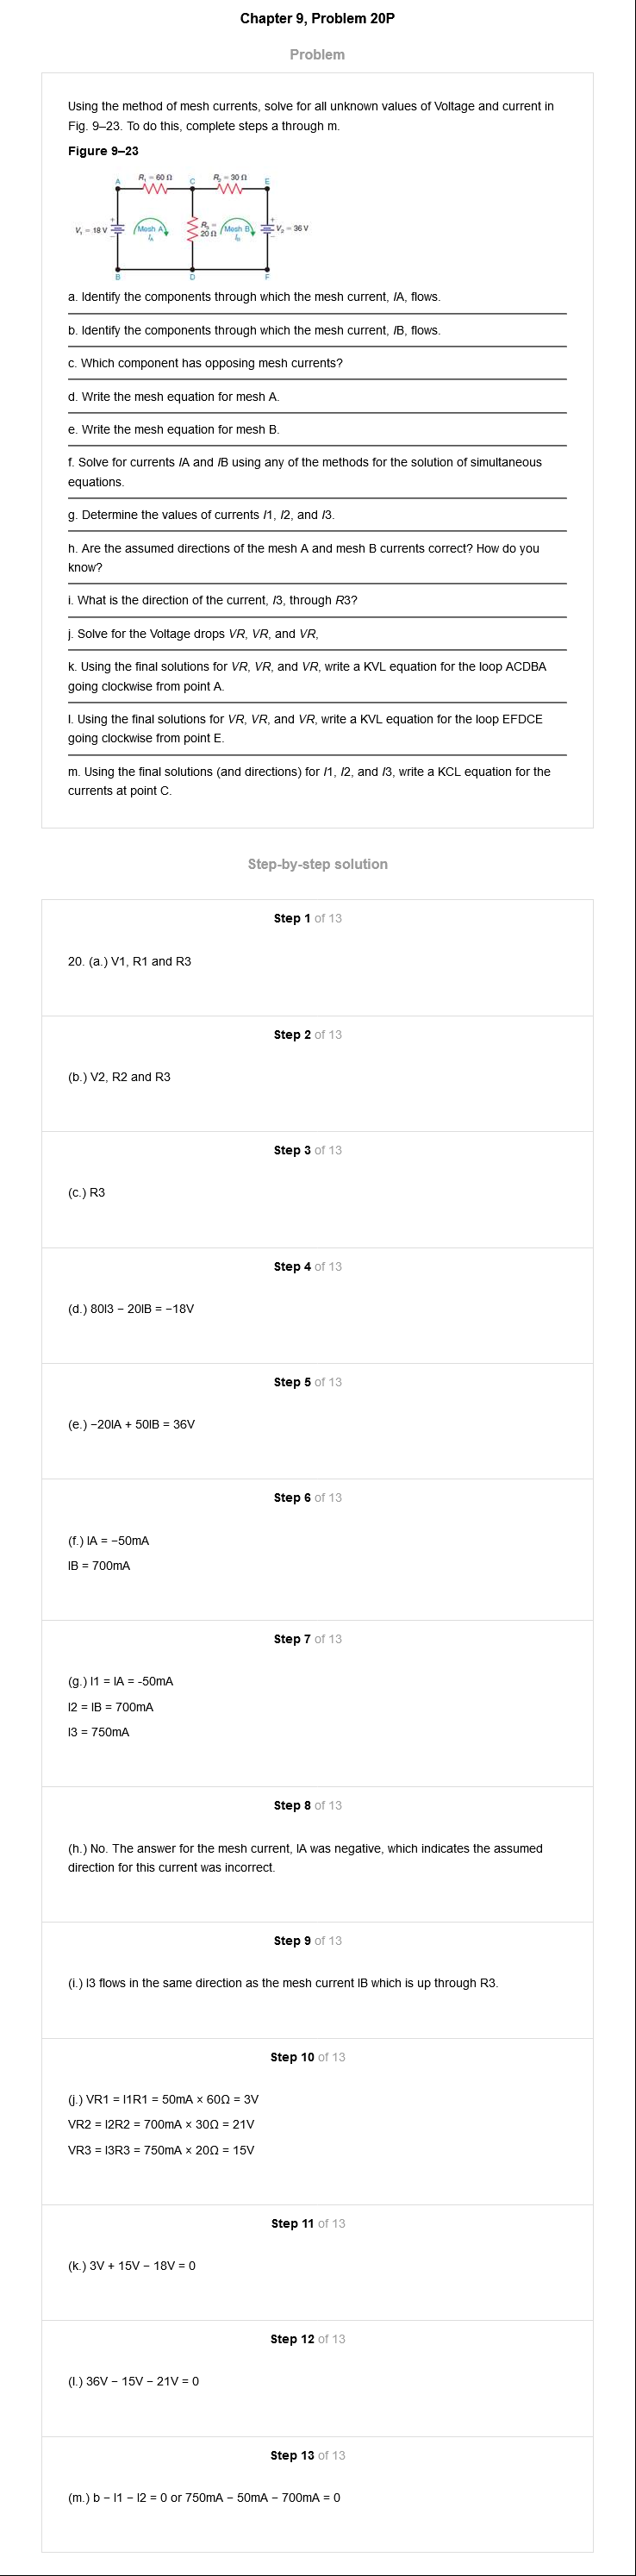 Chapter 9, Problem 20P
Problem
Using the method of mesh currents, solve for all unknown values of Voltage and current in
Fig. 9–23. To do this, complete steps a through m.
Figure 9–23
A R₁ = 60 Ω C R₂ = 30 Ω E
V₁ = 18 V Mesh A IA R₃ = 20 Ω Mesh B IB V₂ = 36 V
B D F
a. Identify the components through which the mesh current, IA, flows.
b. Identify the components through which the mesh current, IB, flows.
c. Which component has opposing mesh currents?
d. Write the mesh equation for mesh A.
e. Write the mesh equation for mesh B.
f. Solve for currents IA and IB using any of the methods for the solution of simultaneous
equations.
g. Determine the values of currents I1, I2, and I3.
h. Are the assumed directions of the mesh A and mesh B currents correct? How do you
know?
i. What is the direction of the current, I3, through R3?
j. Solve for the Voltage drops VR, VR, and VR,
k. Using the final solutions for VR, VR, and VR, write a KVL equation for the loop ACDBA
going clockwise from point A.
l. Using the final solutions for VR, VR, and VR, write a KVL equation for the loop EFDCE
going clockwise from point E.
m. Using the final solutions (and directions) for I1, I2, and I3, write a KCL equation for the
currents at point C.
Step-by-step solution
Step 1 of 13
20. (a.) V1, R1 and R3
Step 2 of 13
(b.) V2, R2 and R3
Step 3 of 13
(c.) R3
Step 4 of 13
(d.) 80I3 − 20IB = −18V
Step 5 of 13
(e.) −20IA + 50IB = 36V
Step 6 of 13
(f.) IA = −50mA
IB = 700mA
Step 7 of 13
(g.) I1 = IA = -50mA
I2 = IB = 700mA
I3 = 750mA
Step 8 of 13
(h.) No. The answer for the mesh current, IA was negative, which indicates the assumed
direction for this current was incorrect.
Step 9 of 13
(i.) I3 flows in the same direction as the mesh current IB which is up through R3.
Step 10 of 13
(j.) VR1 = I1R1 = 50mA × 60Ω = 3V
VR2 = I2R2 = 700mA × 30Ω = 21V
VR3 = I3R3 = 750mA × 20Ω = 15V
Step 11 of 13
(k.) 3V + 15V − 18V = 0
Step 12 of 13
(l.) 36V − 15V − 21V = 0
Step 13 of 13
(m.) b − I1 − I2 = 0 or 750mA − 50mA − 700mA = 0